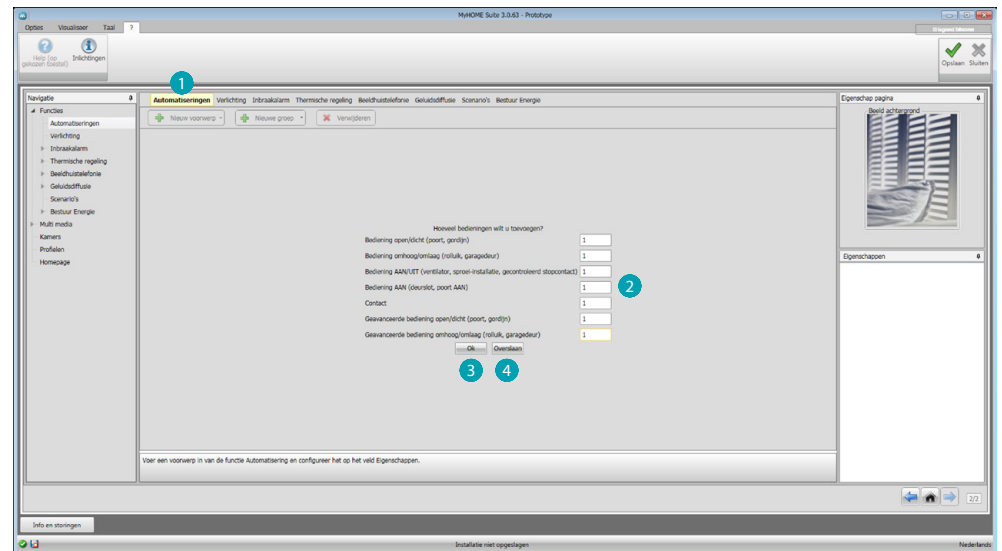 MyHOME Suite 3.0.63 - Prototype
Opties Visualiseer Taal ?
Help (op gekozen toestel)
Inlichtingen
Opslaan Sluiten
1
Navigatie
Functies
Automatiseringen
Verlichting
Inbraakalarm
Thermische regeling
Beeldhuistelefonie
Geluidsdiffusie
Scenario's
Bestuur Energie
Multi media
Kamers
Profielen
Homepage
Automatiseringen Verlichting Inbraakalarm Thermische regeling Beeldhuistelefonie Geluidsdiffusie Scenario's Bestuur Energie
Nieuw voorwerp Nieuwe groep Verwijderen
Hoeveel bedieningen wilt u toevoegen?
Bediening open/dicht (poort, gordijn) 1
Bediening omhoog/omlaag (rolluik, garagedeur) 1
Bediening AAN/UIT (ventilator, sproei-installatie, gecontroleerd stopcontact) 1
Bediening AAN (deurslot, poort AAN) 1
2
Contact 1
Geavanceerde bediening open/dicht (poort, gordijn) 1
Geavanceerde bediening omhoog/omlaag (rolluik, garagedeur) 1
Ok Overslaan
3 4
Voer een voorwerp in van de functie Automatisering en configureer het op het veld Eigenschappen.
Eigenschap pagina
Beeld achtergrond
Eigenschappen
2/2
Info en storingen
Installatie niet opgeslagen
Nederlands